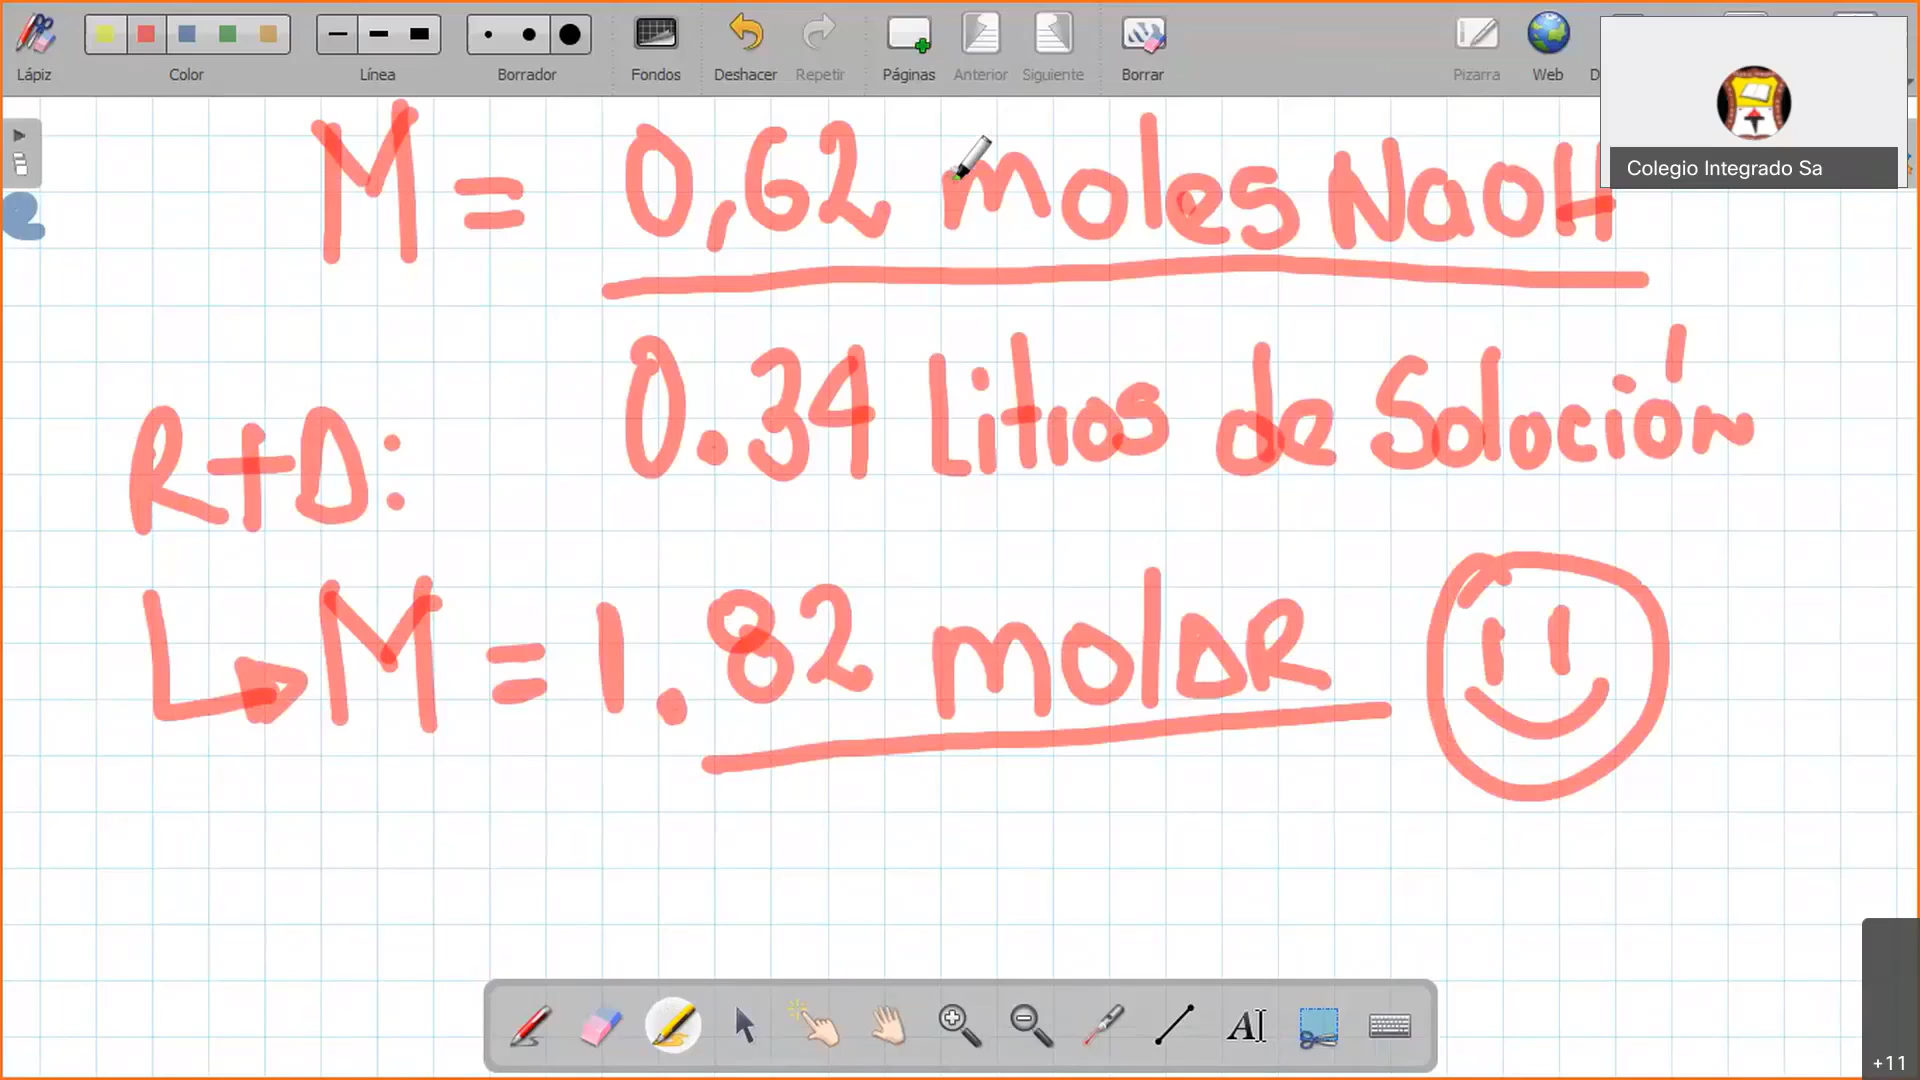 Lápiz Color Línea Borrador Fondos Deshacer Repetir Páginas Anterior Siguiente Borrar Pizarra Web
Colegio Integrado Sa
M = 0,62 moles NaOH
0.34 Litros de Solución
RTD:
M = 1.82 molAR
+11